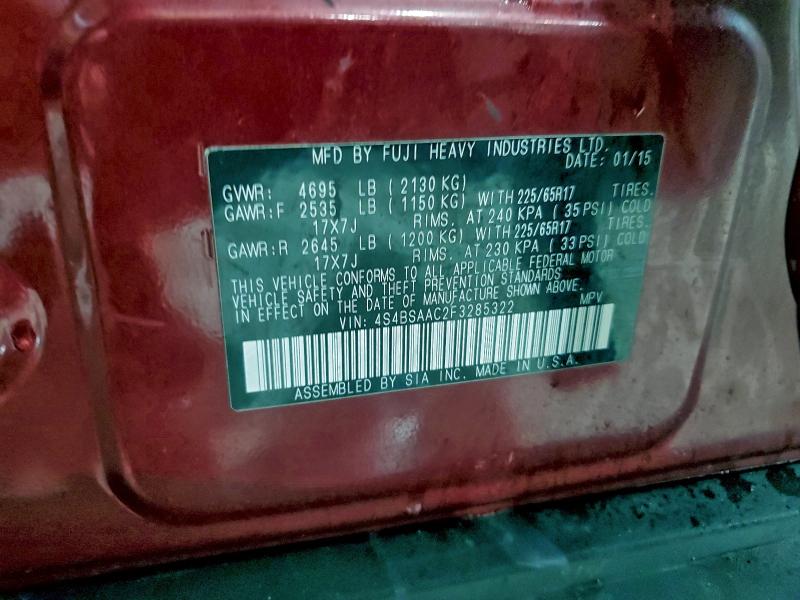 MFD BY FUJI HEAVY INDUSTRIES LTD.
DATE: 01/15
GVWR: 4695 LB (2130 KG)
GAWR:F 2535 LB (1150 KG) WITH 225/65R17 TIRES.
17X7J RIMS. AT 240 KPA (35 PSI) COLD
GAWR:R 2645 LB (1200 KG) WITH 225/65R17 TIRES.
17X7J RIMS. AT 230 KPA (33 PSI) COLD
THIS VEHICLE CONFORMS TO ALL APPLICABLE FEDERAL MOTOR
VEHICLE SAFETY AND THEFT PREVENTION STANDARDS
IN EFFECT ON THE DATE OF MANUFACTURE SHOWN ABOVE.
VIN: 4S4BSAAC2F3285322 MPV
ASSEMBLED BY SIA INC. MADE IN U.S.A.